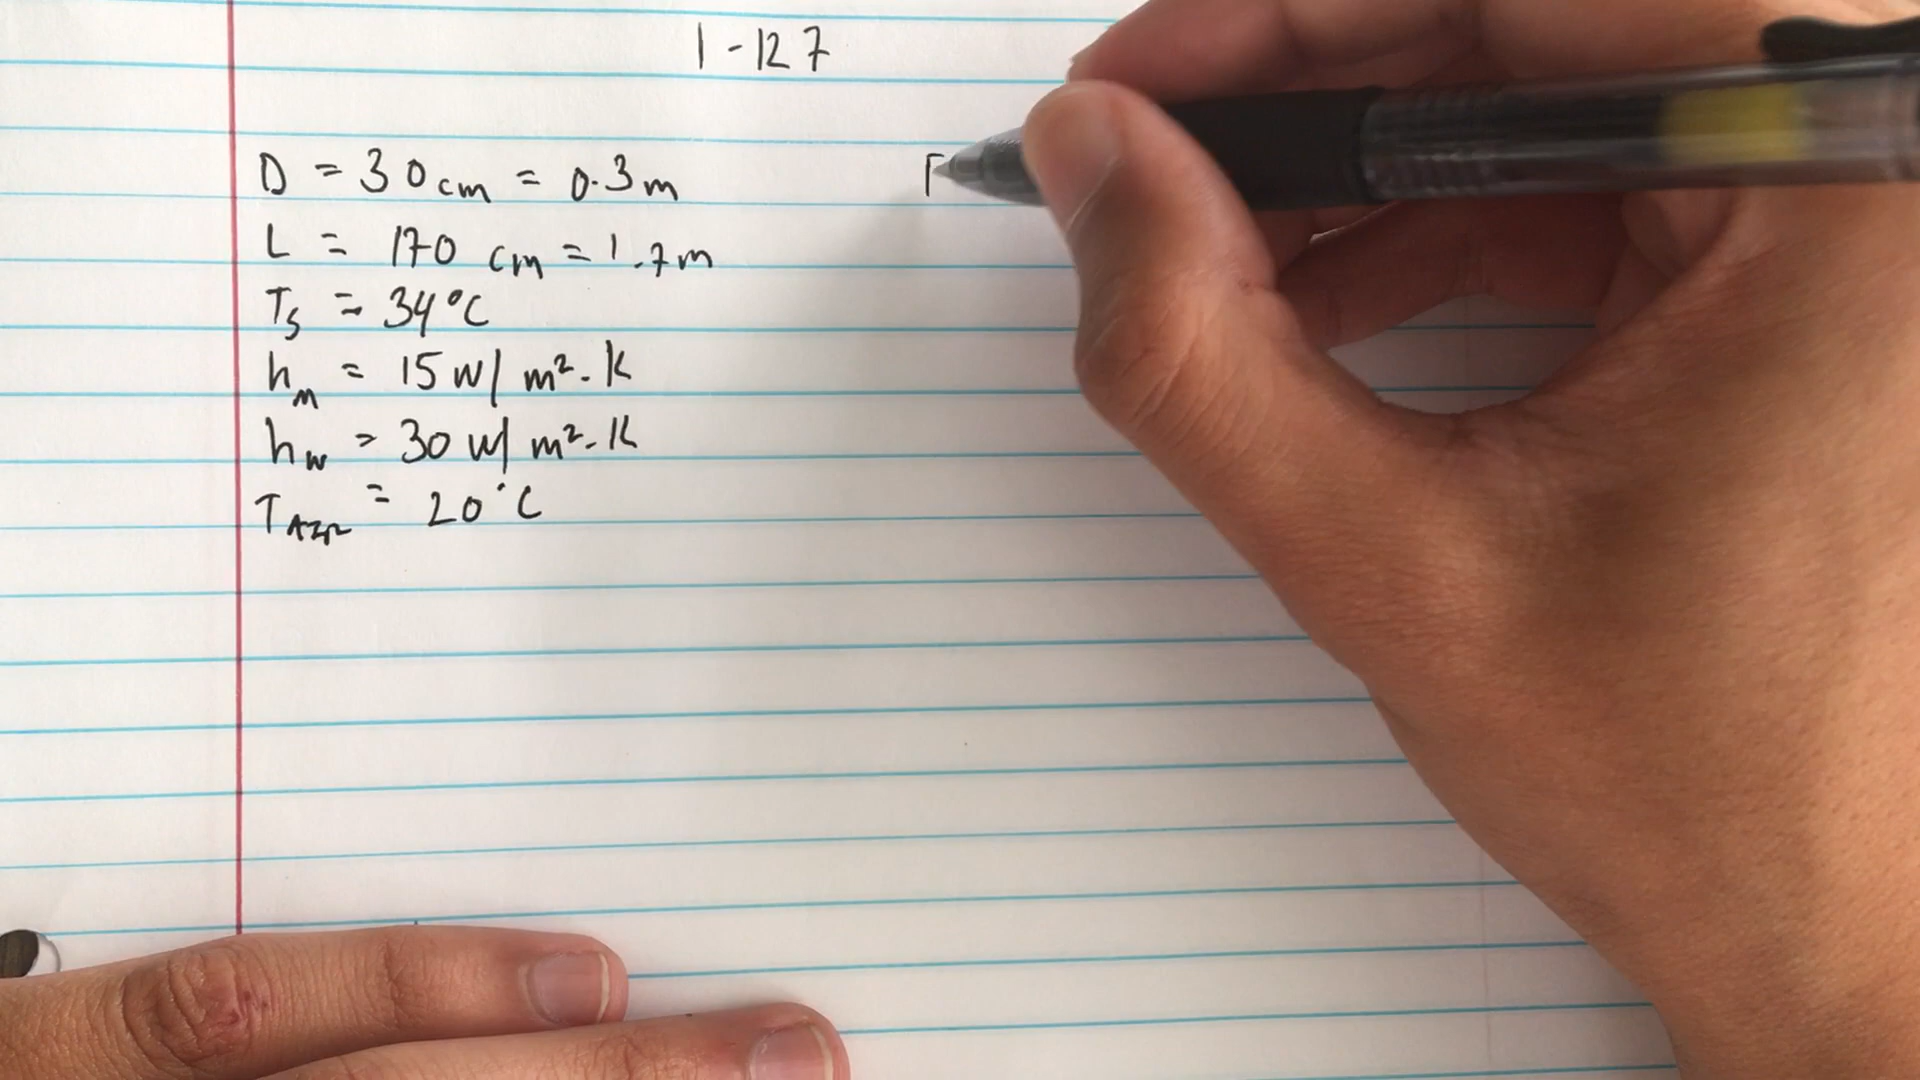 1-127
D = 30 cm = 0.3 m
L = 170 cm = 1.7 m
Ts = 34°C
hm = 15 W/m².K
hw = 30 W/m².K
TAIR = 20°C